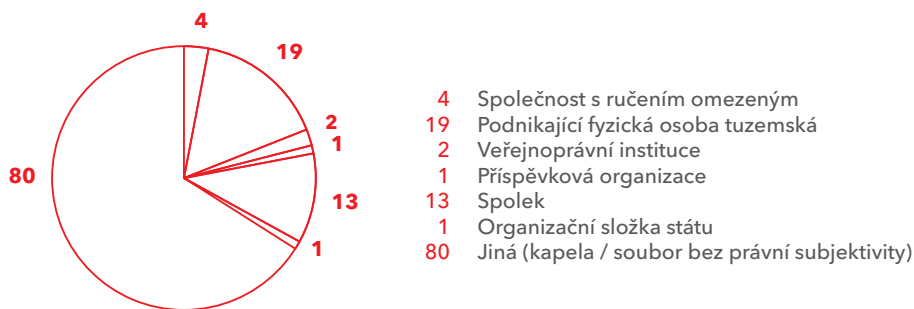 4
19
2
1
80
13
1
4 Společnost s ručením omezeným
19 Podnikající fyzická osoba tuzemská
2 Veřejnoprávní instituce
1 Příspěvková organizace
13 Spolek
1 Organizační složka státu
80 Jiná (kapela / soubor bez právní subjektivity)